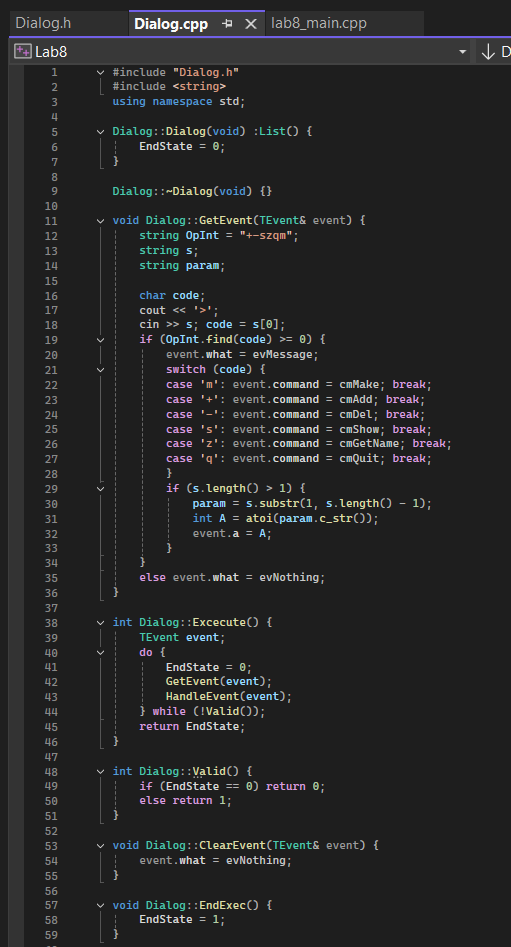 Dialog.h Dialog.cpp lab8_main.cpp
Lab8 D
1 #include "Dialog.h"
2 #include <string>
3 using namespace std;
4
5 Dialog::Dialog(void) :List() {
6 EndState = 0;
7 }
8
9 Dialog::~Dialog(void) {}
10
11 void Dialog::GetEvent(TEvent& event) {
12 string OpInt = "+-szqm";
13 string s;
14 string param;
15
16 char code;
17 cout << '>';
18 cin >> s; code = s[0];
19 if (OpInt.find(code) >= 0) {
20 event.what = evMessage;
21 switch (code) {
22 case 'm': event.command = cmMake; break;
23 case '+': event.command = cmAdd; break;
24 case '-': event.command = cmDel; break;
25 case 's': event.command = cmShow; break;
26 case 'z': event.command = cmGetName; break;
27 case 'q': event.command = cmQuit; break;
28 }
29 if (s.length() > 1) {
30 param = s.substr(1, s.length() - 1);
31 int A = atoi(param.c_str());
32 event.a = A;
33 }
34 }
35 else event.what = evNothing;
36 }
37
38 int Dialog::Excecute() {
39 TEvent event;
40 do {
41 EndState = 0;
42 GetEvent(event);
43 HandleEvent(event);
44 } while (!Valid());
45 return EndState;
46 }
47
48 int Dialog::Valid() {
49 if (EndState == 0) return 0;
50 else return 1;
51 }
52
53 void Dialog::ClearEvent(TEvent& event) {
54 event.what = evNothing;
55 }
56
57 void Dialog::EndExec() {
58 EndState = 1;
59 }